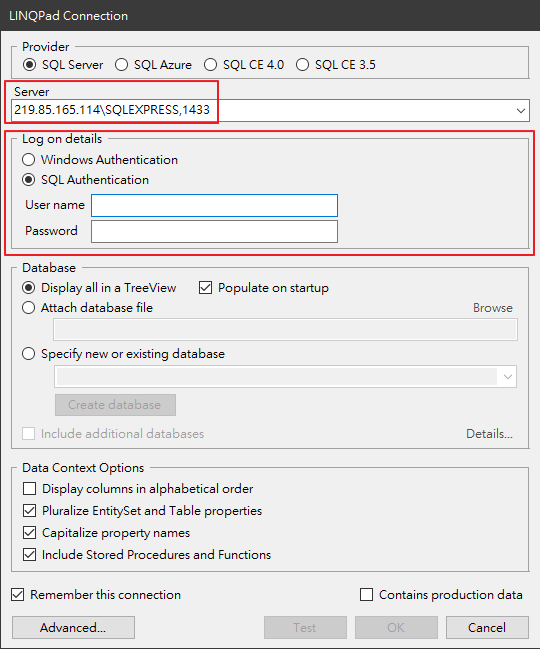 LINQPad Connection
Provider
SQL Server SQL Azure SQL CE 4.0 SQL CE 3.5
Server
219.85.165.114\SQLEXPRESS,1433
Log on details
Windows Authentication
SQL Authentication
User name
Password
Database
Display all in a TreeView Populate on startup
Attach database file Browse
Specify new or existing database
Create database
Include additional databases Details...
Data Context Options
Display columns in alphabetical order
Pluralize EntitySet and Table properties
Capitalize property names
Include Stored Procedures and Functions
Remember this connection Contains production data
Advanced... Test OK Cancel